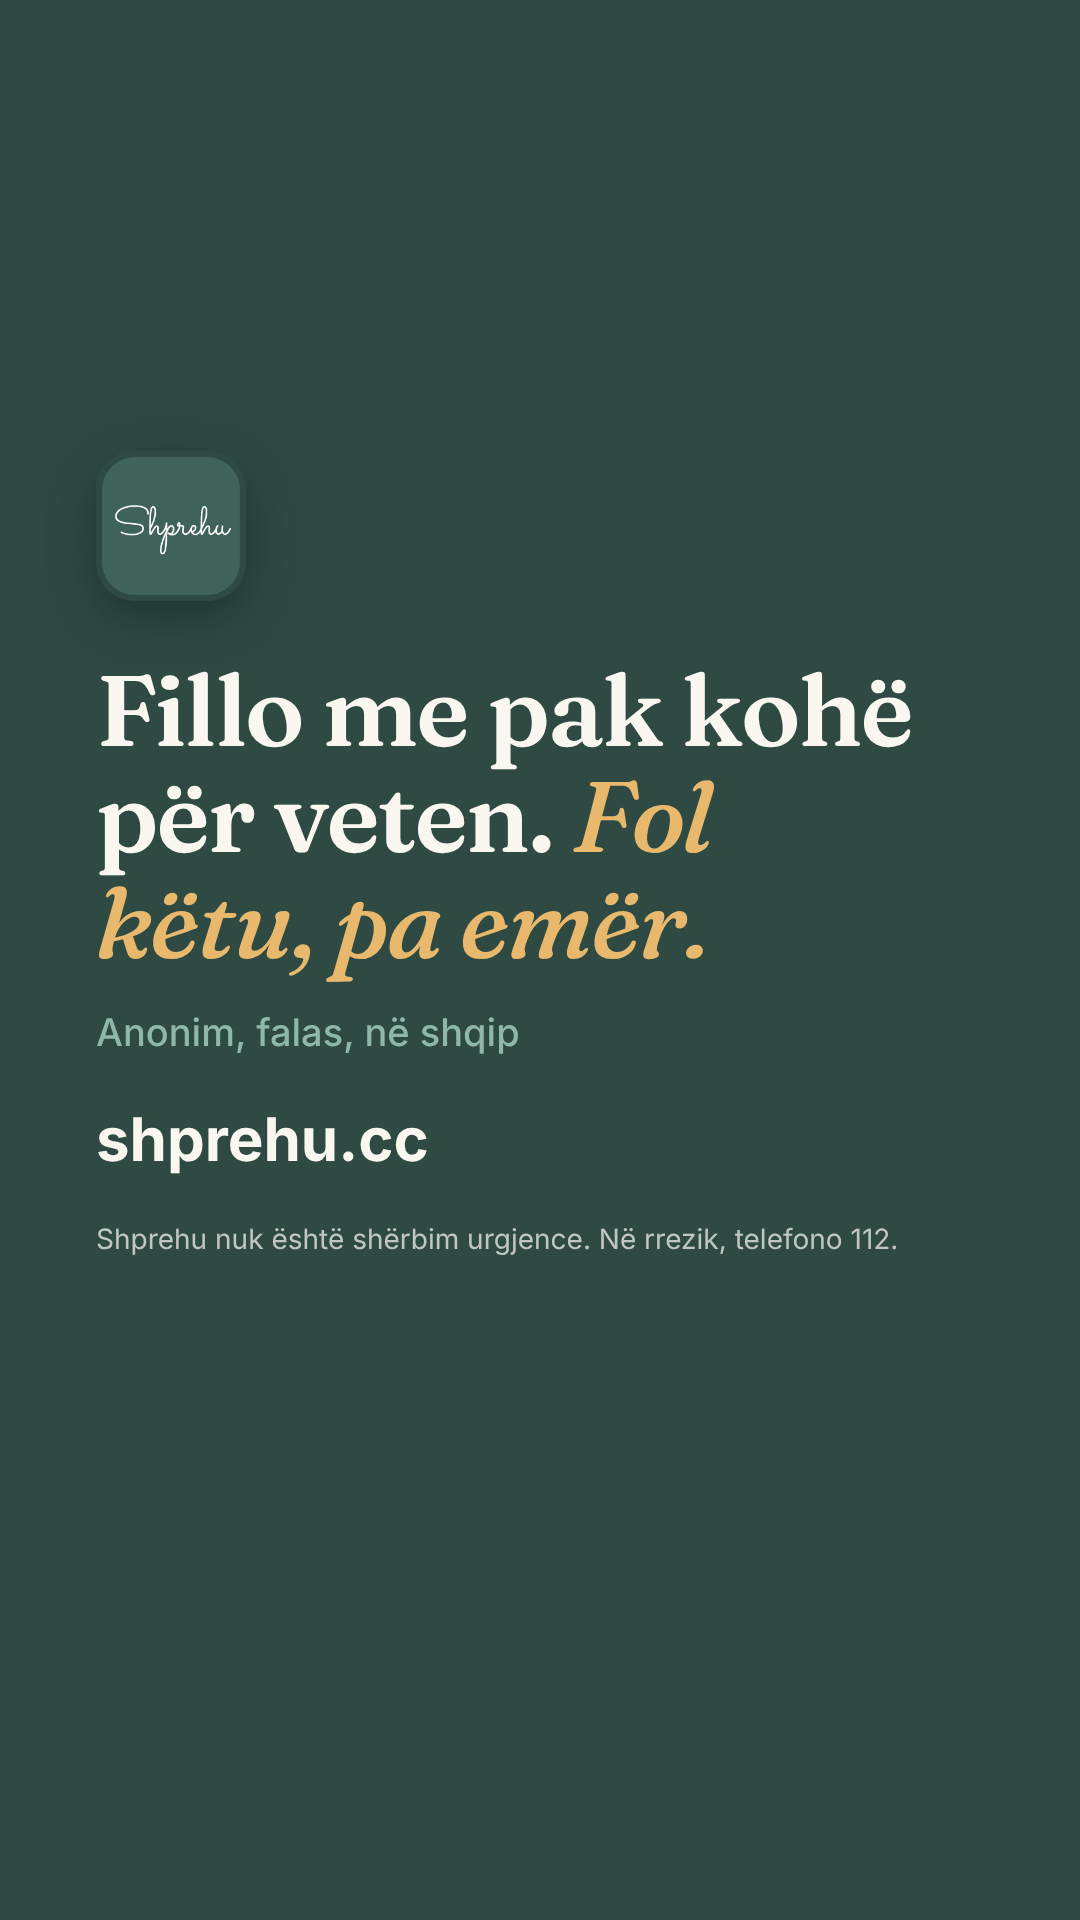 Shprehu
Fillo me pak kohë
për veten. Fol
këtu, pa emër.
Anonim, falas, në shqip
shprehu.cc
Shprehu nuk është shërbim urgjence. Në rrezik, telefono 112.